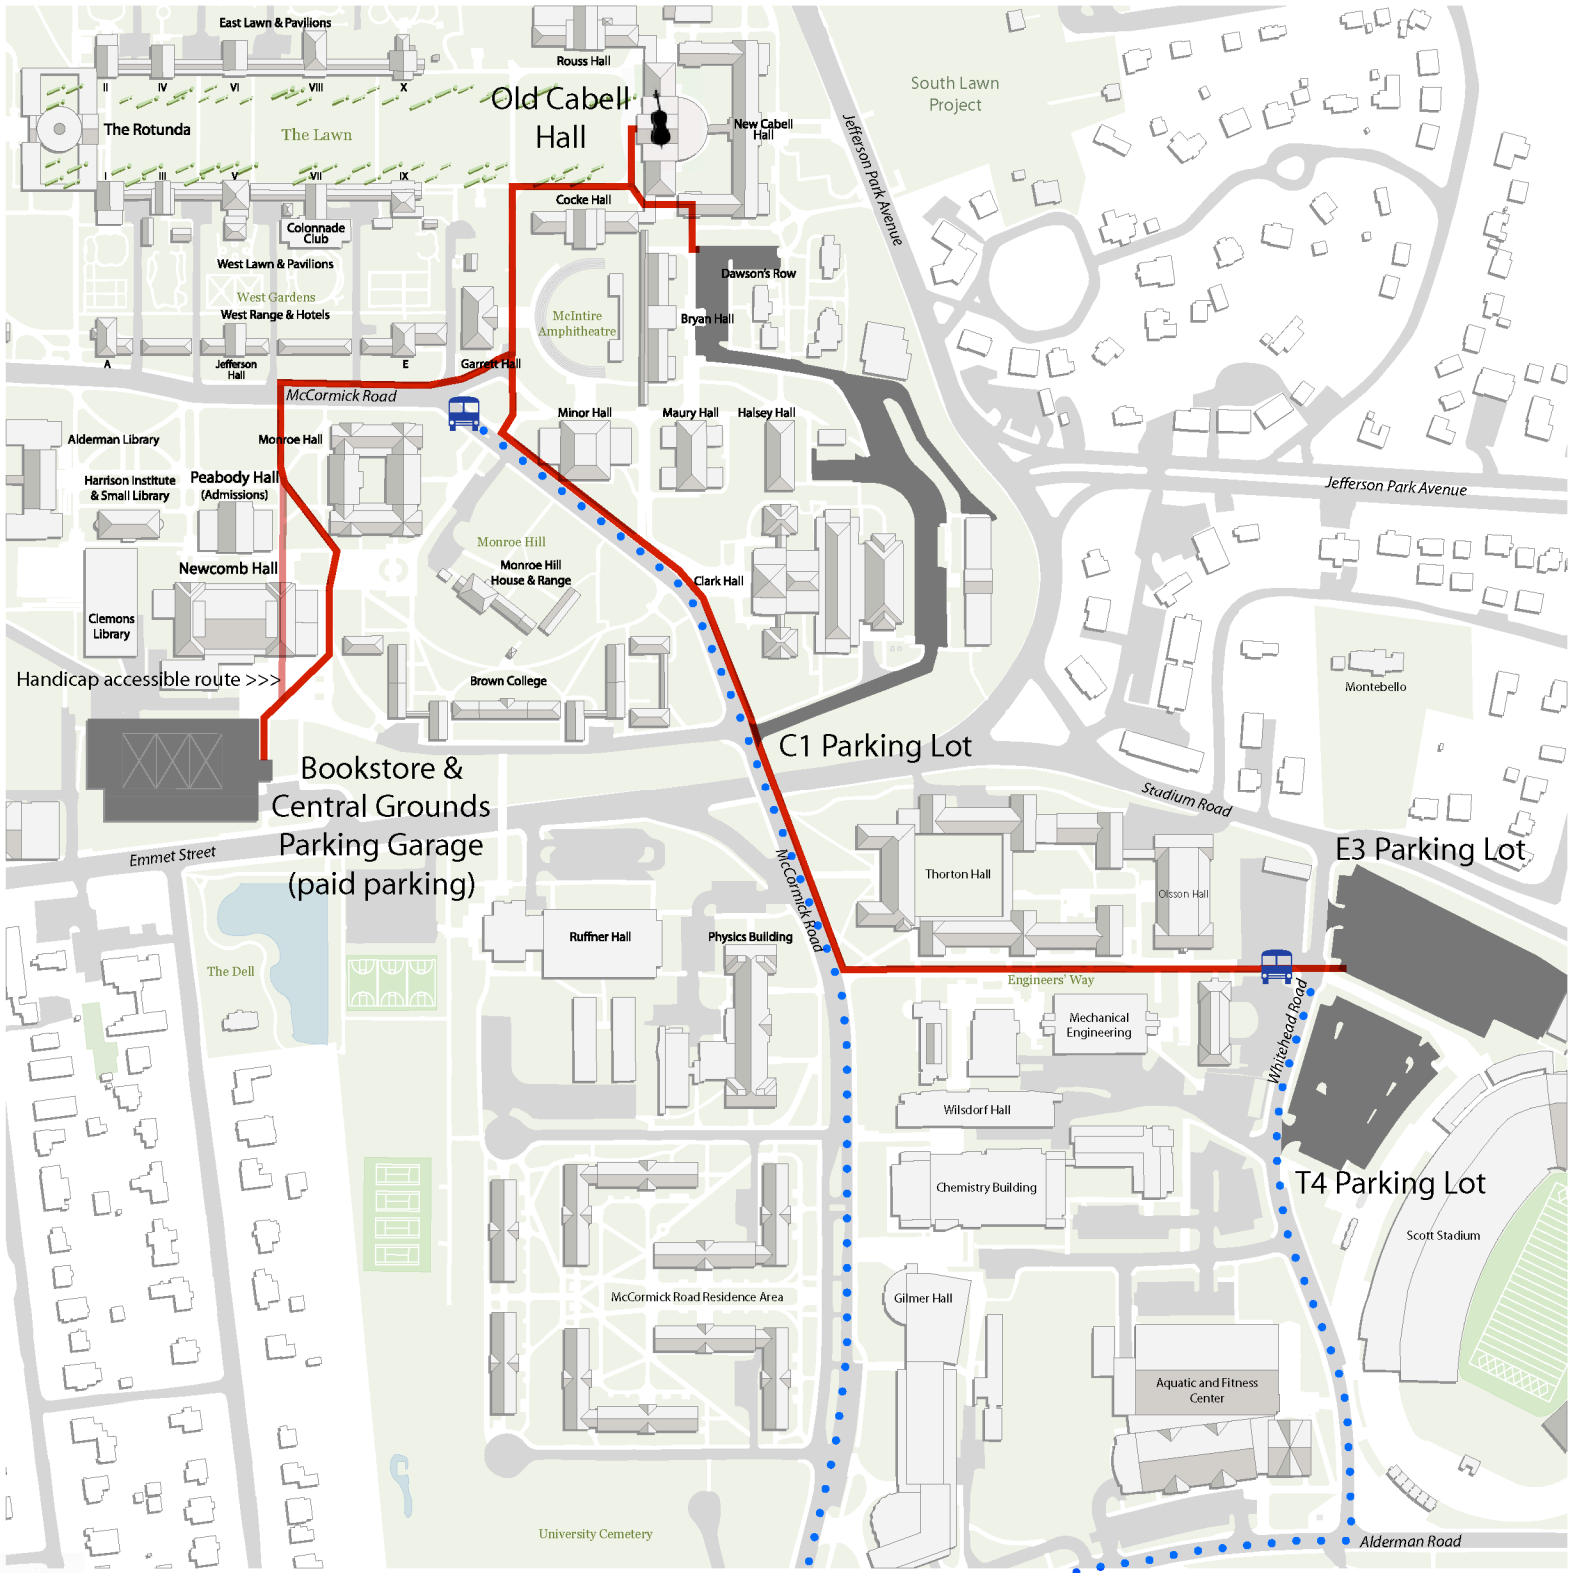 East Lawn & Pavilions
Rouss Hall
II
IV
VI
VIII
X
Old Cabell
Hall
The Rotunda
The Lawn
New Cabell
Hall
South Lawn
Project
Jefferson Park Avenue
I
III
V
VII
IX
Cocke Hall
Colonnade
Club
West Lawn & Pavilions
West Gardens
West Range & Hotels
McIntire
Amphitheatre
Dawson's Row
Bryan Hall
A
Jefferson
Hall
E
Garrett Hall
McCormick Road
Minor Hall
Maury Hall
Halsey Hall
Alderman Library
Monroe Hall
Harrison Institute
& Small Library
Peabody Hall
(Admissions)
Jefferson Park Avenue
Monroe Hill
Monroe Hill
House & Range
Newcomb Hall
Clark Hall
Clemons
Library
Handicap accessible route >>>
Brown College
Montebello
C1 Parking Lot
Bookstore &
Central Grounds
Parking Garage
(paid parking)
Stadium Road
Emmet Street
E3 Parking Lot
McCormick Road
Thorton Hall
Olsson Hall
Ruffner Hall
Physics Building
The Dell
Engineers' Way
Mechanical
Engineering
Whitehead Road
Wilsdorf Hall
Chemistry Building
T4 Parking Lot
Scott Stadium
McCormick Road Residence Area
Gilmer Hall
Aquatic and Fitness
Center
University Cemetery
Alderman Road